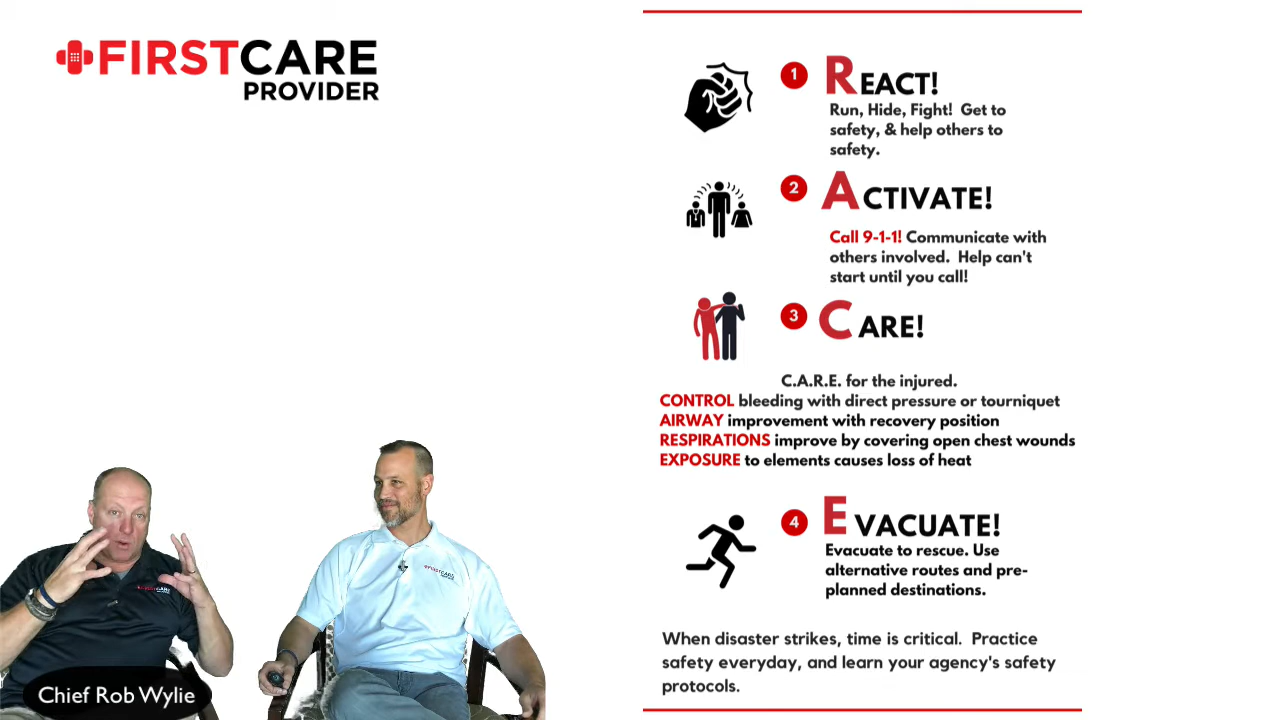 FIRSTCARE
PROVIDER
1 REACT!
Run, Hide, Fight! Get to
safety, & help others to
safety.
2 ACTIVATE!
Call 9-1-1! Communicate with
others involved. Help can't
start until you call!
3 CARE!
C.A.R.E. for the injured.
CONTROL bleeding with direct pressure or tourniquet
AIRWAY improvement with recovery position
RESPIRATIONS improve by covering open chest wounds
EXPOSURE to elements causes loss of heat
4 EVACUATE!
Evacuate to rescue. Use
alternative routes and pre-
planned destinations.
When disaster strikes, time is critical. Practice
safety everyday, and learn your agency's safety
protocols.
FIRSTCARE
FIRSTCARE
Chief Rob Wylie